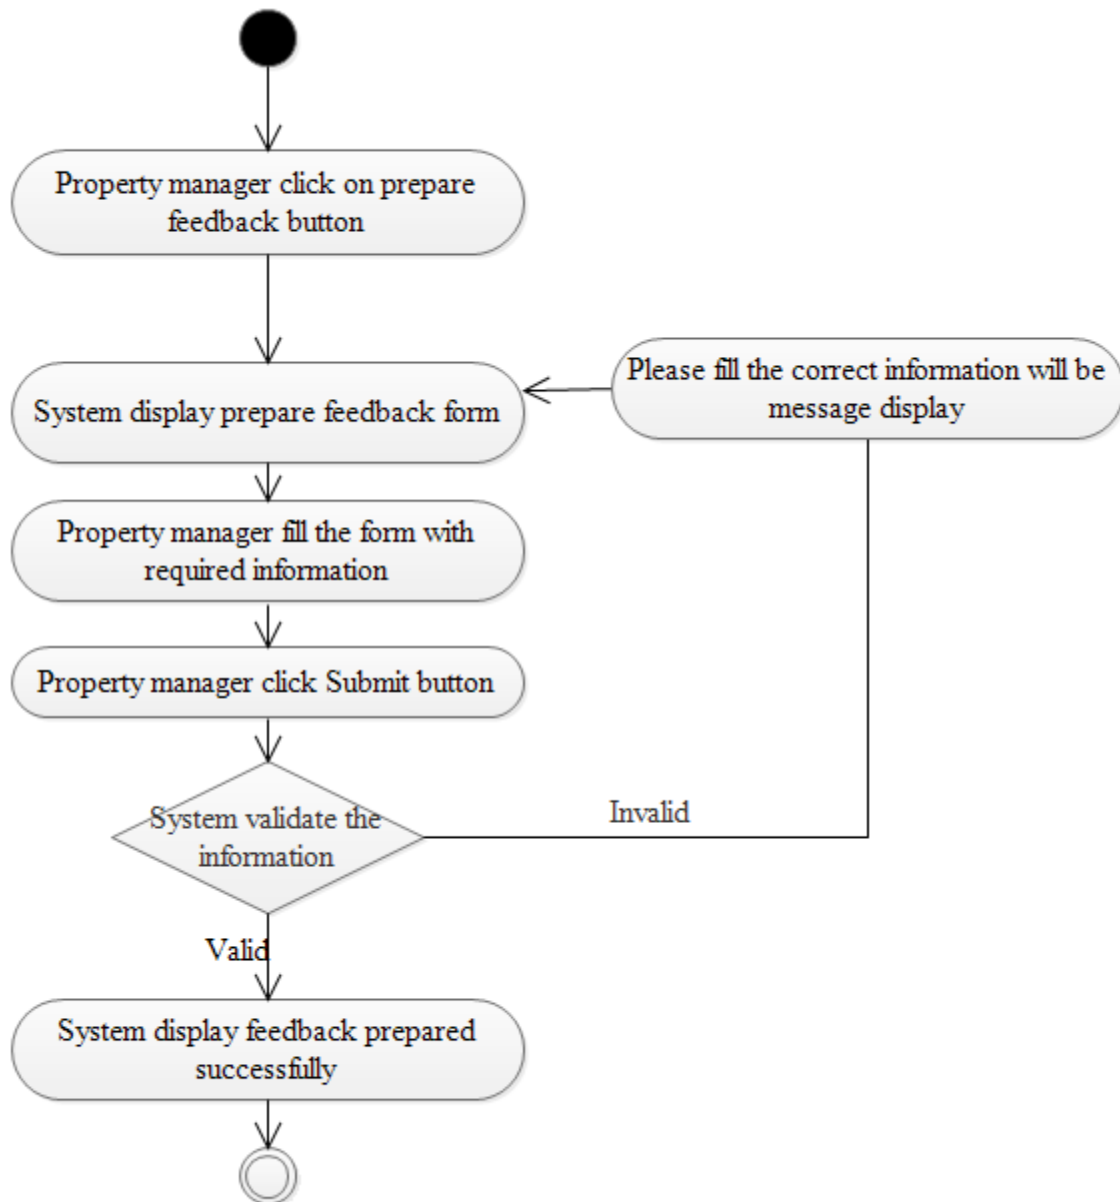 Property manager click on prepare
feedback button
Please fill the correct information will be
message display
System display prepare feedback form
Property manager fill the form with
required information
Property manager click Submit button
System validate the
information
Invalid
Valid
System display feedback prepared
successfully